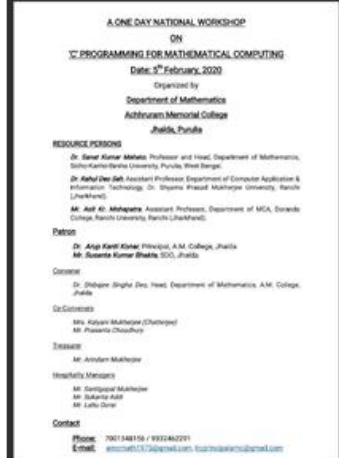 A ONE DAY NATIONAL WORKSHOP
ON
'C' PROGRAMMING FOR MATHEMATICAL COMPUTING
Date: 5th February, 2020
Organized by
Department of Mathematics
Achhruram Memorial College
Jhalda, Purulia
RESOURCE PERSONS
Dr. Sanat Kumar Mahato, Professor and Head, Department of Mathematics,
Sidho-Kanho-Birsha University, Purulia, West Bengal.
Dr. Rahul Deo Sah, Assistant Professor, Department of Computer Application &
Information Technology, Dr. Shyama Prasad Mukherjee University, Ranchi
(Jharkhand).
Mr. Asit Kr. Mohapatra, Assistant Professor, Department of MCA, Doranda
College, Ranchi University, Ranchi (Jharkhand).
Patron
Dr. Arup Kanti Konar, Principal, A.M. College, Jhalda
Mr. Susanta Kumar Bhakta, SDO, Jhalda
Convener
Dr. Shibajee Singha Deo, Head, Department of Mathematics, A.M. College,
Jhalda
Co-Conveners
Mrs. Kalyani Mukherjee (Chatterjee)
Mr. Prasanta Choudhury
Treasurer
Mr. Arindam Mukherjee
Hospitality Managers
Mr. Santigopal Mukherjee
Mr. Sukanta
Mr. Laltu
Contact
Phone: 7001348156 / 9932462201
E-mail: